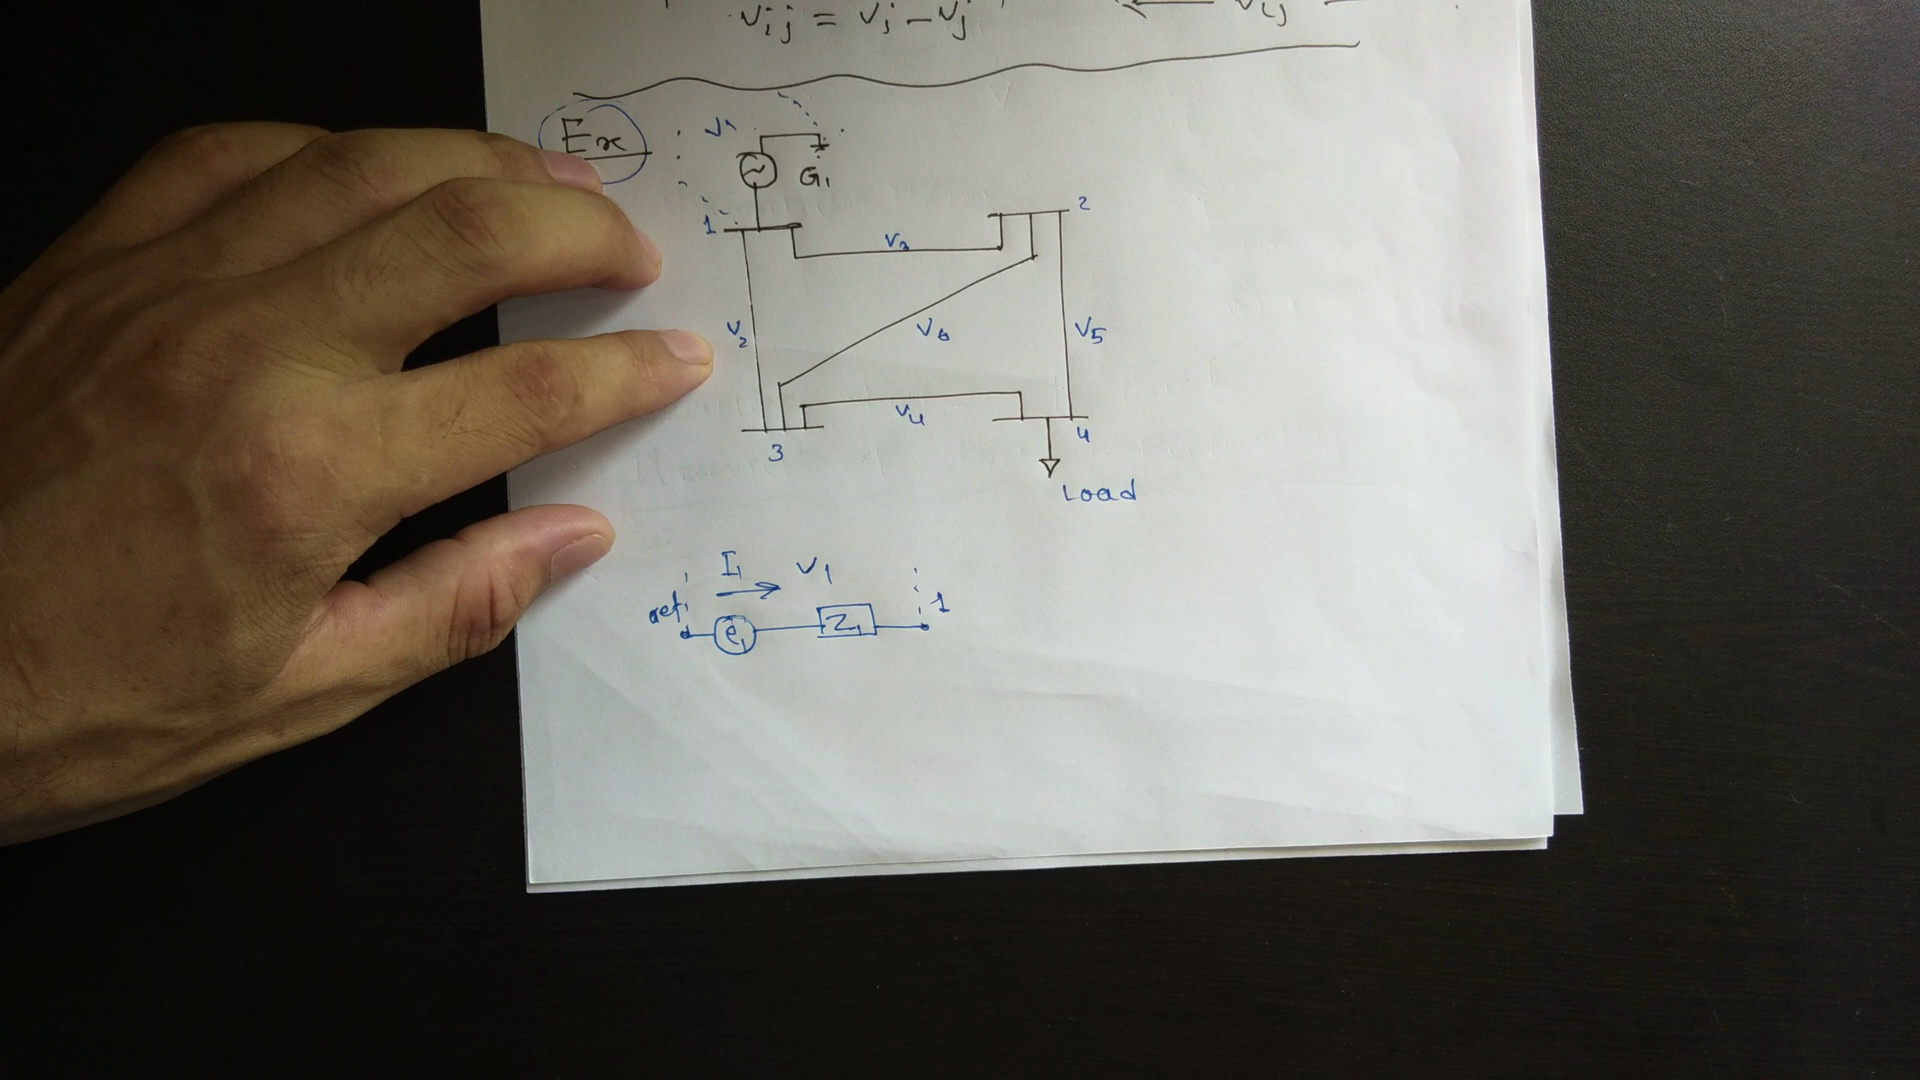 vij = vi - vj vij
Ex
V1
G1
1
2
V3
V2
V6
V5
V4
3
4
Load
I1 V1
ref 1
e1 Z1